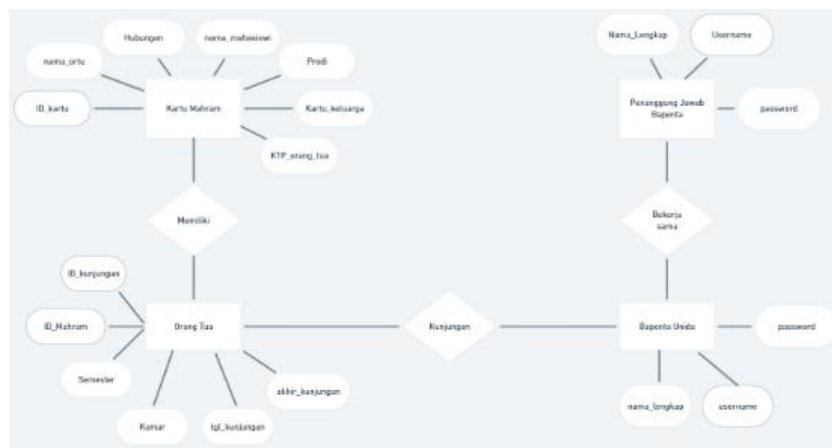 Hubungan
nama_mahasiswi
nama_ortu
Prodi
ID_kartu
Kartu Mahram
Kartu_keluarga
KTP_orang_tua
Nama_Lengkap
Username
Penanggung Jawab
Bapenta
password
Memiliki
Bekerja
sama
ID_kunjungan
ID_Mahram
Orang Tua
Kunjungan
Bapenta Unida
password
Semester
akhir_kunjungan
Kamar
tgl_kunjungan
nama_lengkap
username